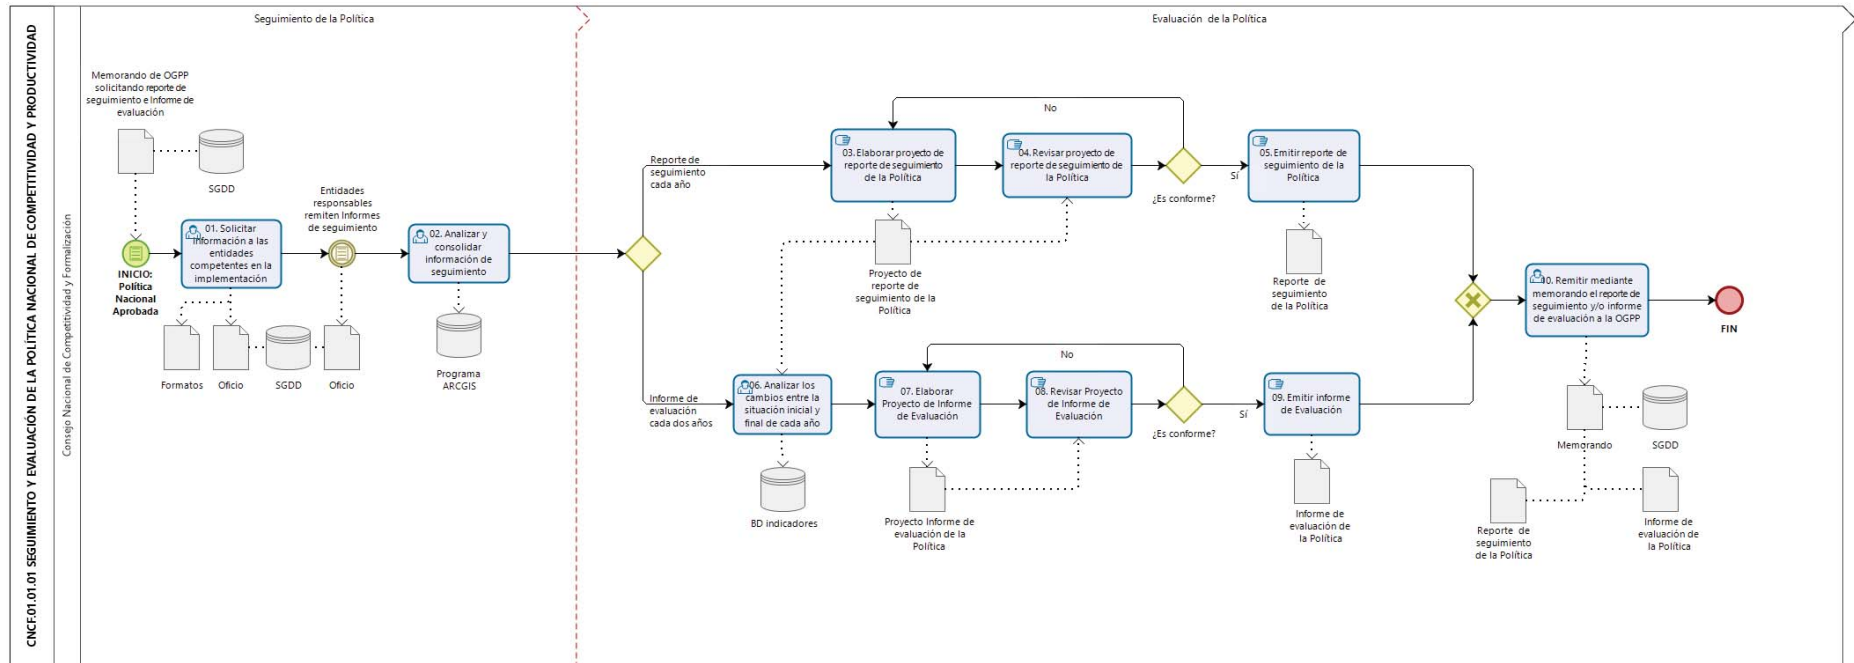 CNCF.01.01.01 SEGUIMIENTO Y EVALUACIÓN DE LA POLÍTICA NACIONAL DE COMPETITIVIDAD Y PRODUCTIVIDAD
Consejo Nacional de Competitividad y Formalización
Seguimiento de la Política
Evaluación de la Política
Memorando de OGPP
solicitando reporte de
seguimiento e Informe de
evaluación
SGDD
INICIO:
Política
Nacional
Aprobada
01. Solicitar
información a las
entidades
competentes en la
implementación
Formatos
Oficio
SGDD
Oficio
Entidades
responsables
remiten Informes
de seguimiento
02. Analizar y
consolidar
información de
seguimiento
Programa
ARCGIS
Reporte de
seguimiento
cada año
03. Elaborar proyecto de
reporte de seguimiento
de la Política
04. Revisar proyecto de
reporte de seguimiento de
la Política
No
¿Es conforme?
Sí
05. Emitir reporte de
seguimiento de la
Política
Proyecto de
reporte de
seguimiento de la
Política
Reporte de
seguimiento
de la Política
Informe de
evaluación
cada dos años
06. Analizar los
cambios entre la
situación inicial y
final de cada año
BD indicadores
07. Elaborar
Proyecto de Informe
de Evaluación
08. Revisar Proyecto
de Informe de
Evaluación
No
¿Es conforme?
Sí
09. Emitir informe
de Evaluación
Proyecto Informe de
evaluación de la
Política
Informe de
evaluación de
la Política
10. Remitir mediante
memorando el reporte de
seguimiento y/o informe
de evaluación a la OGPP
FIN
Memorando
SGDD
Reporte de
seguimiento
de la Política
Informe de
evaluación de
la Política